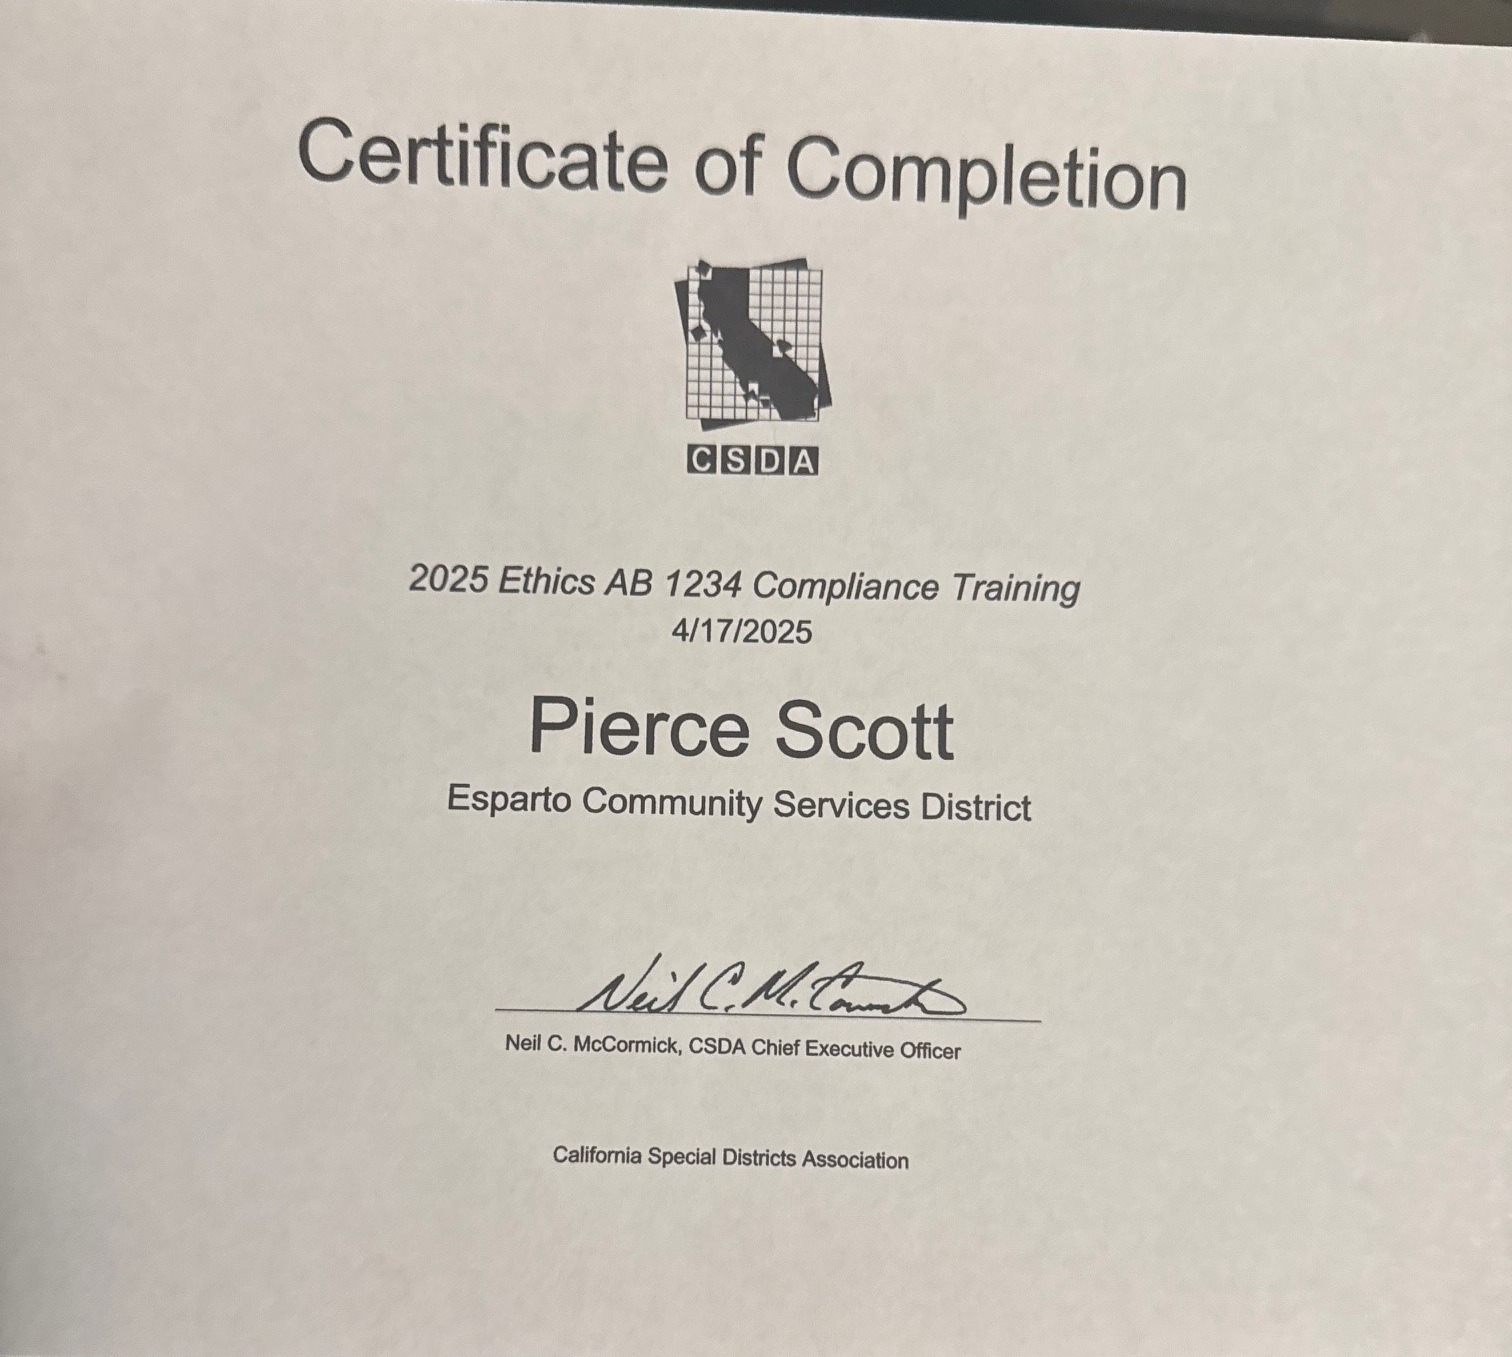 Certificate of Completion
CSDA
2025 Ethics AB 1234 Compliance Training
4/17/2025
Pierce Scott
Esparto Community Services District
Neil C. McCormick
Neil C. McCormick, CSDA Chief Executive Officer
California Special Districts Association